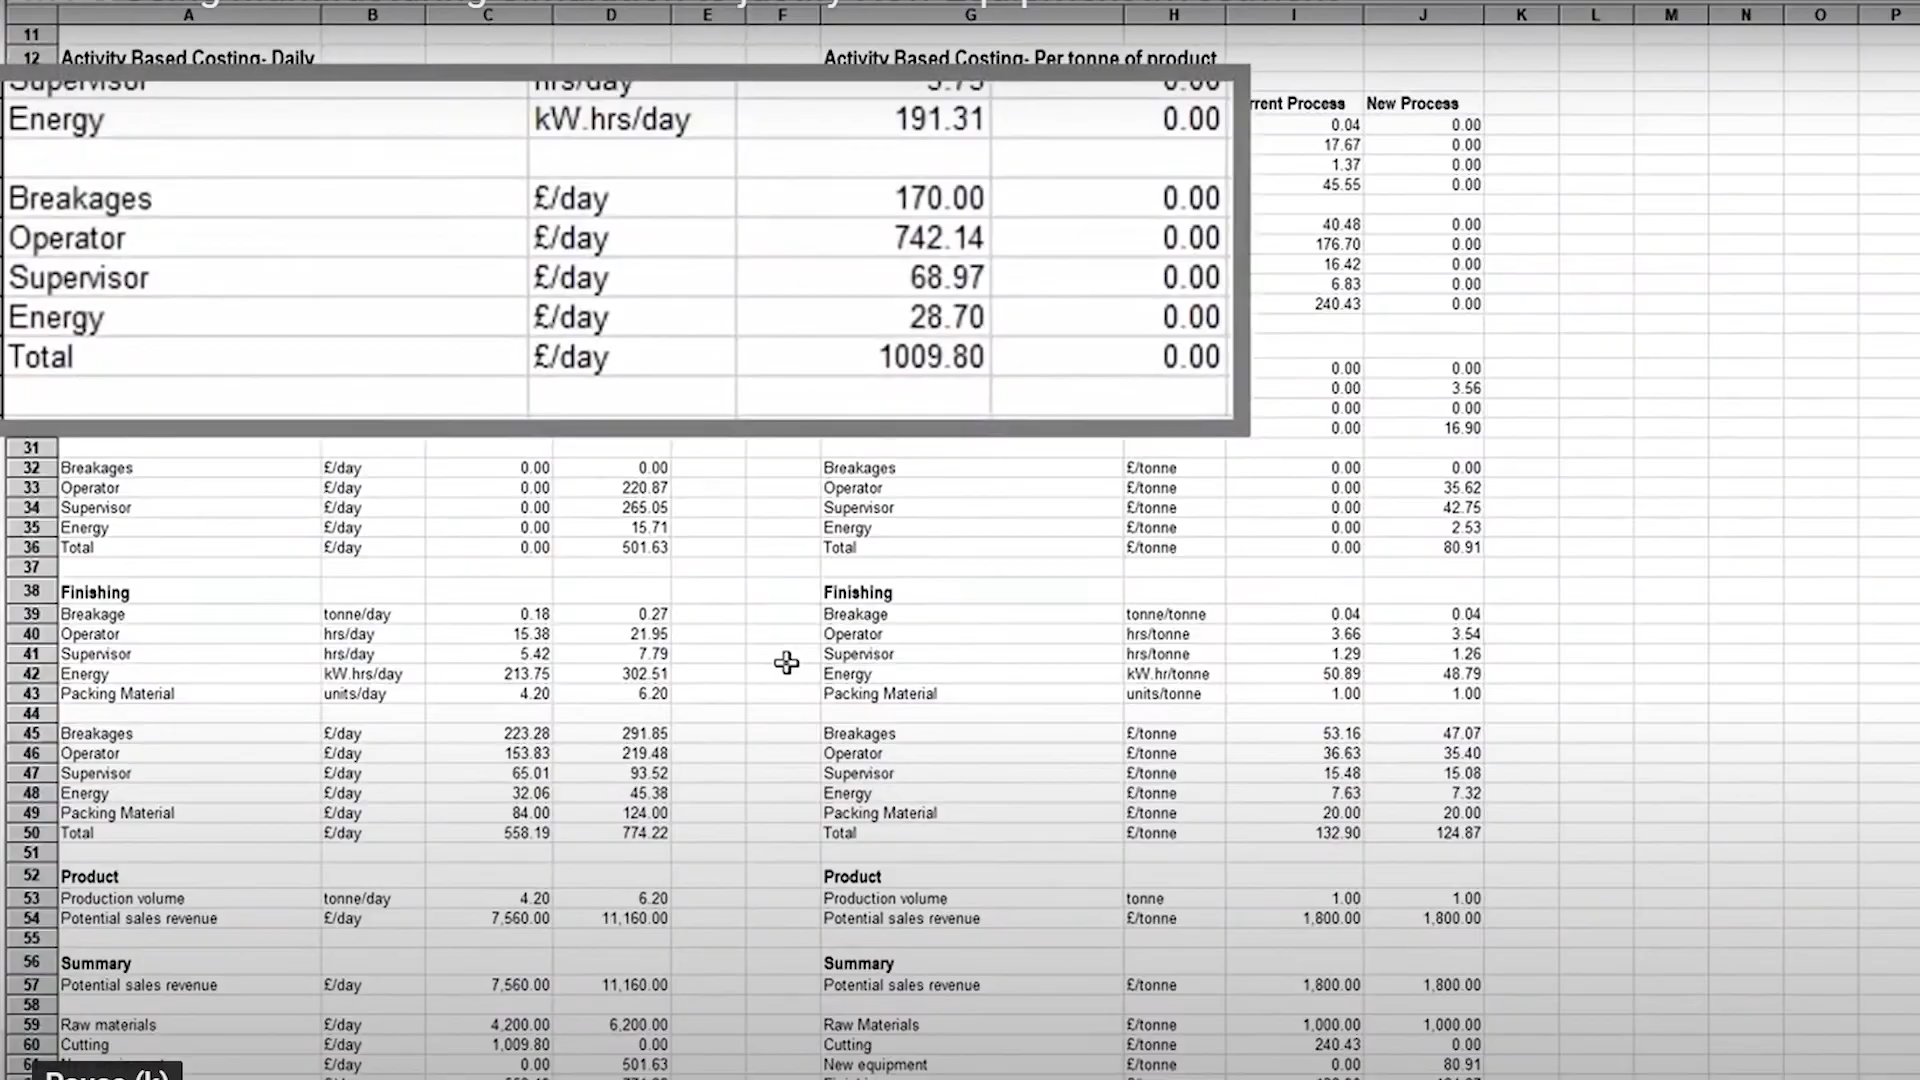 A B C D E F G H I J K L M N O P
11
12 Activity Based Costing- Daily Activity Based Costing- Per tonne of product
Supervisor hrs/day 3.75 0.00
Process New Process
Energy kW.hrs/day 191.31 0.00
0.04 0.00
17.67 0.00
1.37 0.00
45.55 0.00
Breakages £/day 170.00 0.00
40.48 0.00
Operator £/day 742.14 0.00
176.70 0.00
16.42 0.00
Supervisor £/day 68.97 0.00
6.83 0.00
240.43 0.00
Energy £/day 28.70 0.00
Total £/day 1009.80 0.00
0.00 0.00
0.00 3.56
0.00 0.00
0.00 16.90
31
32 Breakages £/day 0.00 0.00 Breakages £/tonne 0.00 0.00
33 Operator £/day 0.00 220.87 Operator £/tonne 0.00 35.62
34 Supervisor £/day 0.00 265.05 Supervisor £/tonne 0.00 42.75
35 Energy £/day 0.00 15.71 Energy £/tonne 0.00 2.53
36 Total £/day 0.00 501.63 Total £/tonne 0.00 80.91
37
38 Finishing Finishing
39 Breakage tonne/day 0.18 0.27 Breakage tonne/tonne 0.04 0.04
40 Operator hrs/day 15.38 21.95 Operator hrs/tonne 3.66 3.54
41 Supervisor hrs/day 5.42 7.79 Supervisor hrs/tonne 1.29 1.26
42 Energy kW.hrs/day 213.75 302.51 Energy kW.hr/tonne 50.89 48.79
43 Packing Material units/day 4.20 6.20 Packing Material units/tonne 1.00 1.00
44
45 Breakages £/day 223.28 291.85 Breakages £/tonne 53.16 47.07
46 Operator £/day 153.83 219.48 Operator £/tonne 36.63 35.40
47 Supervisor £/day 65.01 93.52 Supervisor £/tonne 15.48 15.08
48 Energy £/day 32.06 45.38 Energy £/tonne 7.63 7.32
49 Packing Material £/day 84.00 124.00 Packing Material £/tonne 20.00 20.00
50 Total £/day 558.19 774.22 Total £/tonne 132.90 124.87
51
52 Product Product
53 Production volume tonne/day 4.20 6.20 Production volume tonne 1.00 1.00
54 Potential sales revenue £/day 7,560.00 11,160.00 Potential sales revenue £/tonne 1,800.00 1,800.00
55
56 Summary Summary
57 Potential sales revenue £/day 7,560.00 11,160.00 Potential sales revenue £/tonne 1,800.00 1,800.00
58
59 Raw materials £/day 4,200.00 6,200.00 Raw Materials £/tonne 1,000.00 1,000.00
60 Cutting £/day 1,009.80 0.00 Cutting £/tonne 240.43 0.00
£/day 0.00 501.63 New equipment £/tonne 0.00 80.91
Pause (k)